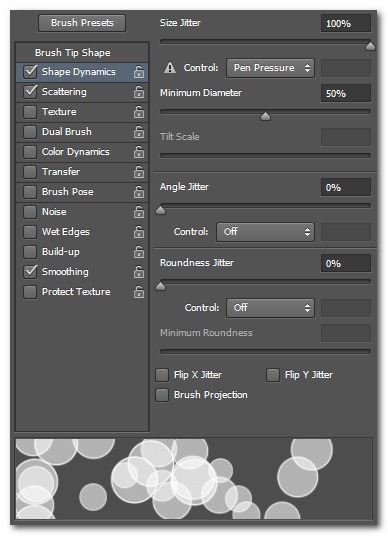 Brush Presets
Brush Tip Shape
Shape Dynamics
Scattering
Texture
Dual Brush
Color Dynamics
Transfer
Brush Pose
Noise
Wet Edges
Build-up
Smoothing
Protect Texture
Size Jitter 100%
Control: Pen Pressure
Minimum Diameter 50%
Tilt Scale
Angle Jitter 0%
Control: Off
Roundness Jitter 0%
Control: Off
Minimum Roundness
Flip X Jitter Flip Y Jitter
Brush Projection